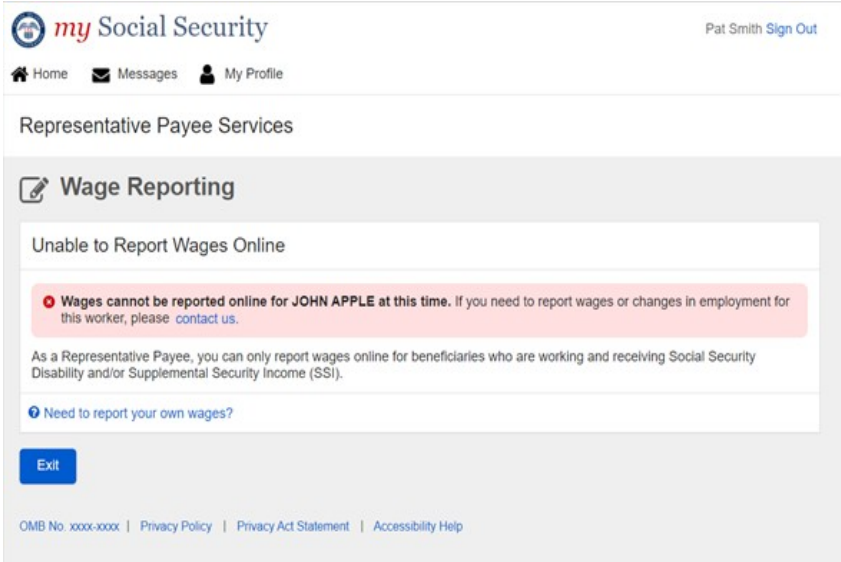 my Social Security
Pat Smith Sign Out
Home Messages My Profile
Representative Payee Services
Wage Reporting
Unable to Report Wages Online
Wages cannot be reported online for JOHN APPLE at this time. If you need to report wages or changes in employment for
this worker, please contact us.
As a Representative Payee, you can only report wages online for beneficiaries who are working and receiving Social Security
Disability and/or Supplemental Security Income (SSI).
Need to report your own wages?
Exit
OMB No. xxxx-xxxx | Privacy Policy | Privacy Act Statement | Accessibility Help